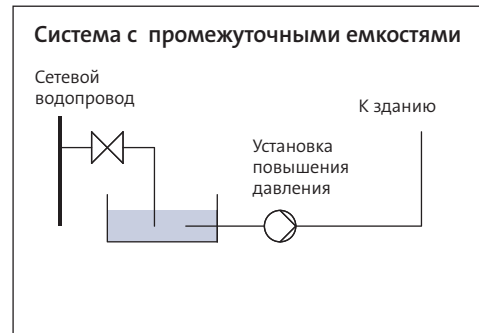 Система с промежуточными емкостями
Сетевой
водопровод
К зданию
Установка
повышения
давления